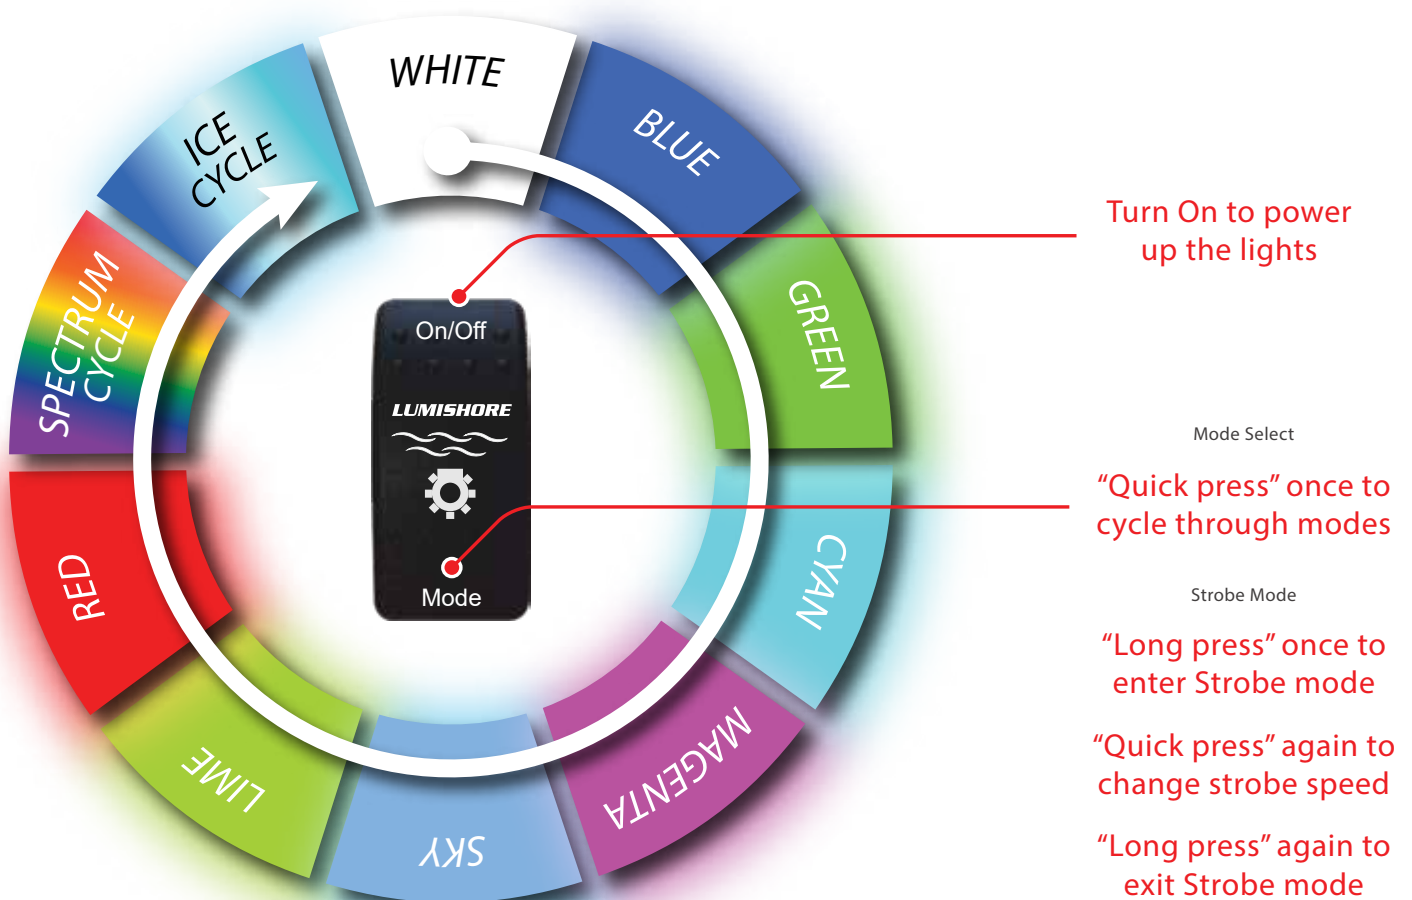 WHITE
BLUE
GREEN
CYAN
MAGENTA
SKY
LIME
RED
SPECTRUM
CYCLE
ICE
CYCLE
On/Off
LUMISHORE
Mode
Turn On to power
up the lights
Mode Select
“Quick press” once to
cycle through modes
Strobe Mode
“Long press” once to
enter Strobe mode
“Quick press” again to
change strobe speed
“Long press” again to
exit Strobe mode